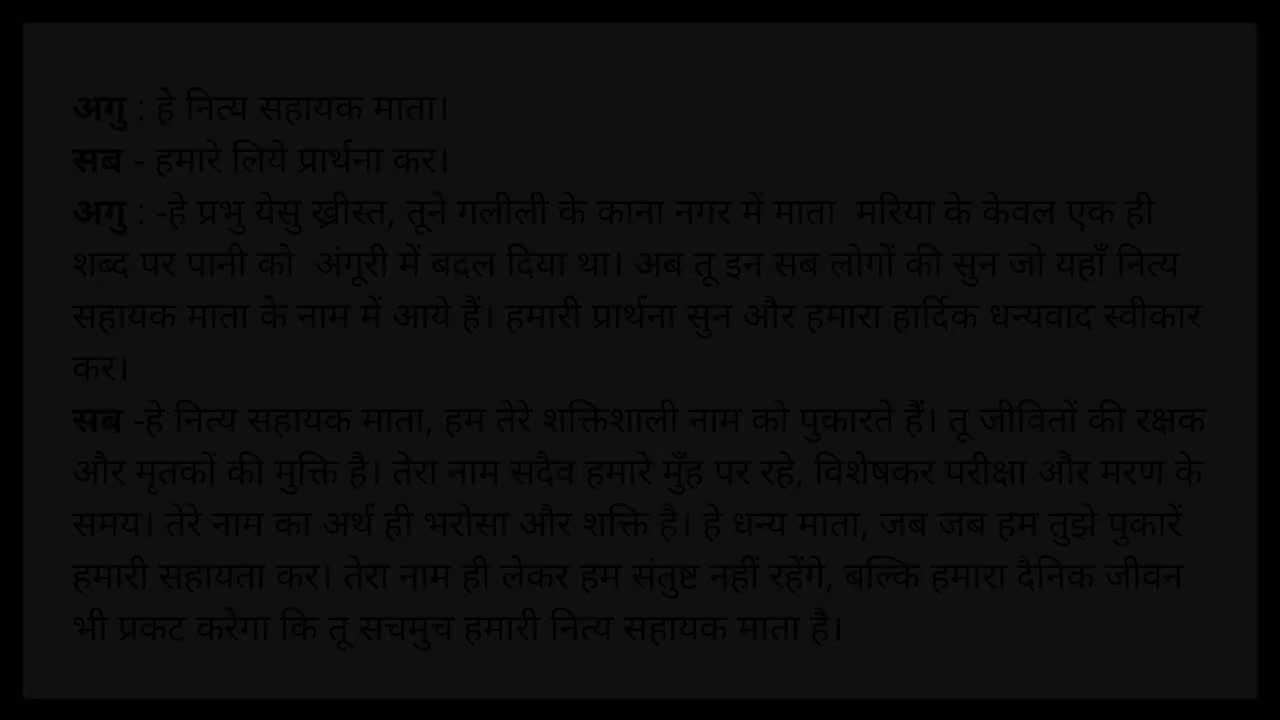 अगु : हे नित्य सहायक माता।
सब - हमारे लिये प्रार्थना कर।
अगु : -हे प्रभु येसु ख्रीस्त, तूने गलीली के काना नगर में माता  मरिया के केवल एक ही
शब्द पर पानी को  अंगूरी में बदल दिया था। अब तू इन सब लोगों की सुन जो यहाँ नित्य
सहायक माता के नाम में आये हैं। हमारी प्रार्थना सुन और हमारा हार्दिक धन्यवाद स्वीकार
कर।
सब -हे नित्य सहायक माता, हम तेरे शक्तिशाली नाम को पुकारते हैं। तू जीवितों की रक्षक
और मृतकों की मुक्ति है। तेरा नाम सदैव हमारे मुँह पर रहे, विशेषकर परीक्षा और मरण के
समय। तेरे नाम का अर्थ ही भरोसा और शक्ति है। हे धन्य माता, जब जब हम तुझे पुकारें
हमारी सहायता कर। तेरा नाम ही लेकर हम संतुष्ट नहीं रहेंगे, बल्कि हमारा दैनिक जीवन
भी प्रकट करेगा कि तू सचमुच हमारी नित्य सहायक माता है।